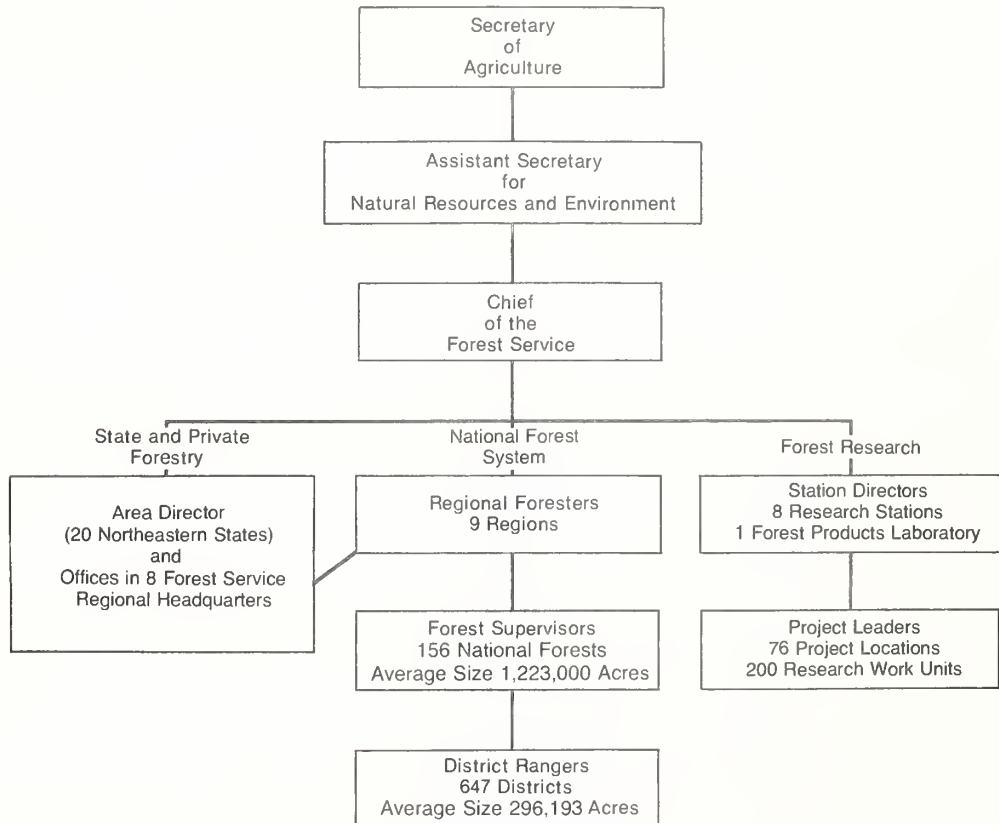 Secretary
of
Agriculture
Assistant Secretary
for
Natural Resources and Environment
Chief
of the
Forest Service
State and Private
Forestry
National Forest
System
Forest Research
Area Director
(20 Northeastern States)
and
Offices in 8 Forest Service
Regional Headquarters
Regional Foresters
9 Regions
Station Directors
8 Research Stations
1 Forest Products Laboratory
Forest Supervisors
156 National Forests
Average Size 1,223,000 Acres
Project Leaders
76 Project Locations
200 Research Work Units
District Rangers
647 Districts
Average Size 296,193 Acres